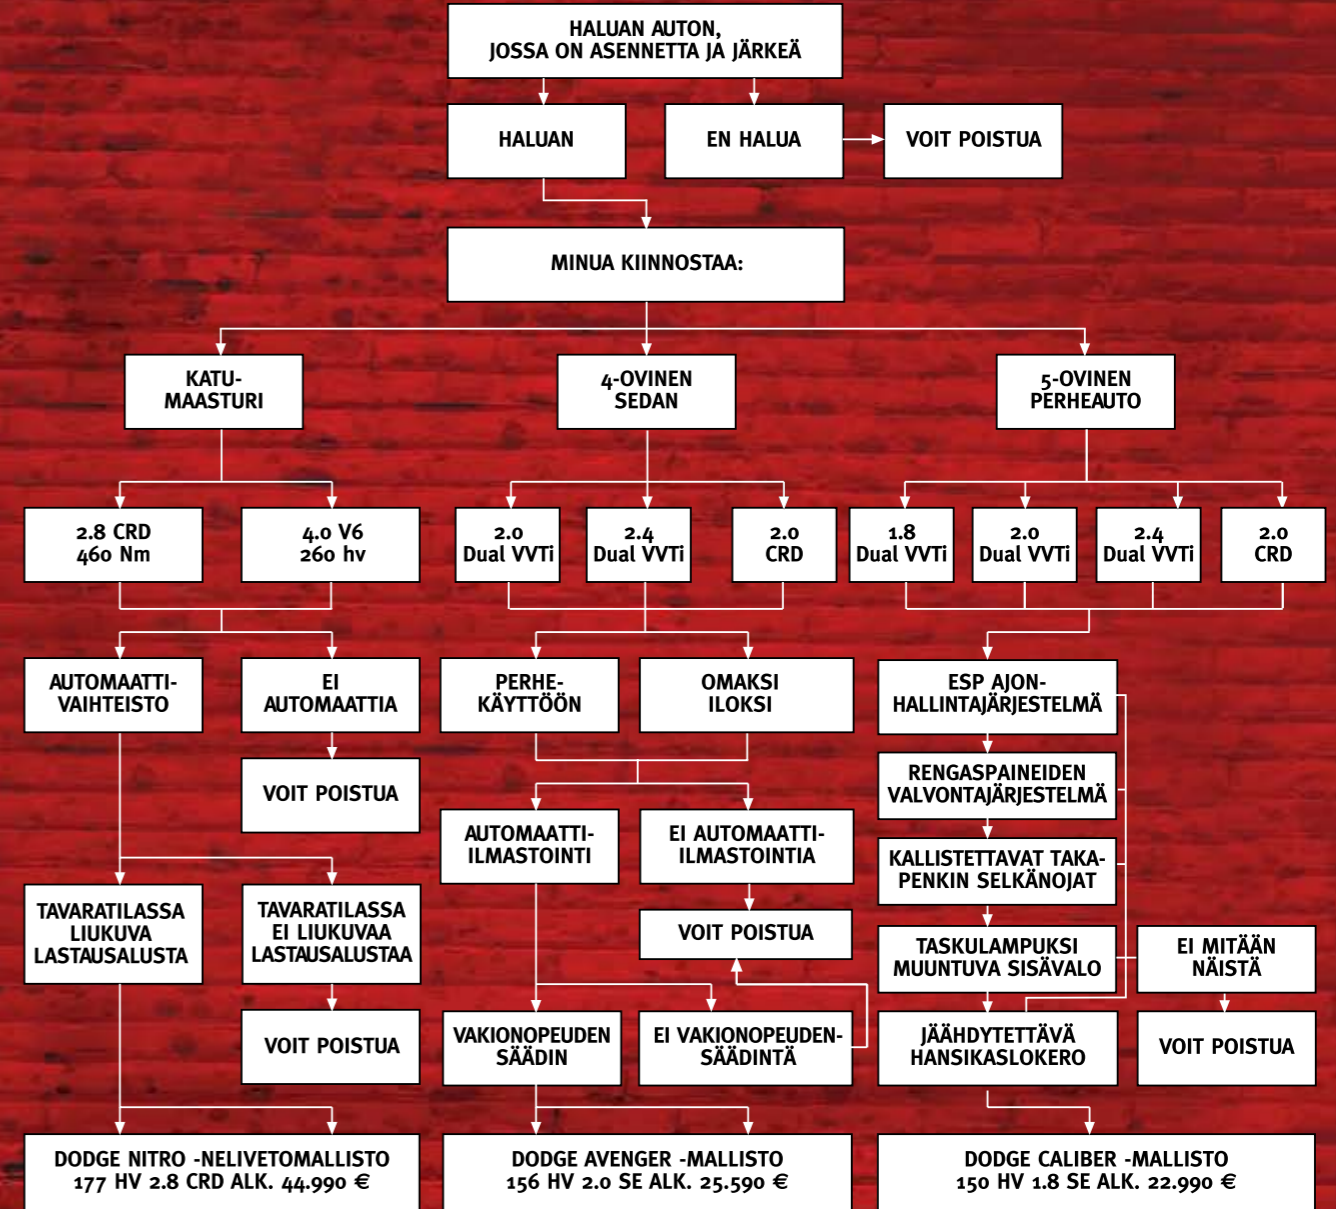 HALUAN AUTON,
JOSSA ON ASENNETTA JA JÄRKEÄ
HALUAN
EN HALUA
VOIT POISTUA
MINUA KIINNOSTAA:
KATU-
MAASTURI
4-OVINEN
SEDAN
5-OVINEN
PERHEAUTO
2.8 CRD
460 Nm
4.0 V6
260 hv
2.0
Dual VVTi
2.4
Dual VVTi
2.0
CRD
1.8
Dual VVTi
2.0
Dual VVTi
2.4
Dual VVTi
2.0
CRD
AUTOMAATTI-
VAIHTEISTO
EI
AUTOMAATTIA
PERHE-
KÄYTTÖÖN
OMAKSI
ILOKSI
ESP AJON-
HALLINTAJÄRJESTELMÄ
VOIT POISTUA
RENGASPAINEIDEN
VALVONTAJÄRJESTELMÄ
AUTOMAATTI-
ILMASTOINTI
EI AUTOMAATTI-
ILMASTOINTIA
KALLISTETTAVAT TAKA-
PENKIN SELKÄNOJAT
TAVARATILASSA
LIUKUVA
LASTAUSALUSTA
TAVARATILASSA
EI LIUKUVAA
LASTAUSALUSTAA
VOIT POISTUA
TASKULAMPUKSI
MUUNTUVA SISÄVALO
EI MITÄÄN
NÄISTÄ
VOIT POISTUA
VAKIONOPEUDEN
SÄÄDIN
EI VAKIONOPEUDEN-
SÄÄDINTÄ
JÄÄHDYTETTÄVÄ
HANSIKASLOKERO
VOIT POISTUA
DODGE NITRO -NELIVETOMALLISTO
177 HV 2.8 CRD ALK. 44.990 €
DODGE AVENGER -MALLISTO
156 HV 2.0 SE ALK. 25.590 €
DODGE CALIBER -MALLISTO
150 HV 1.8 SE ALK. 22.990 €